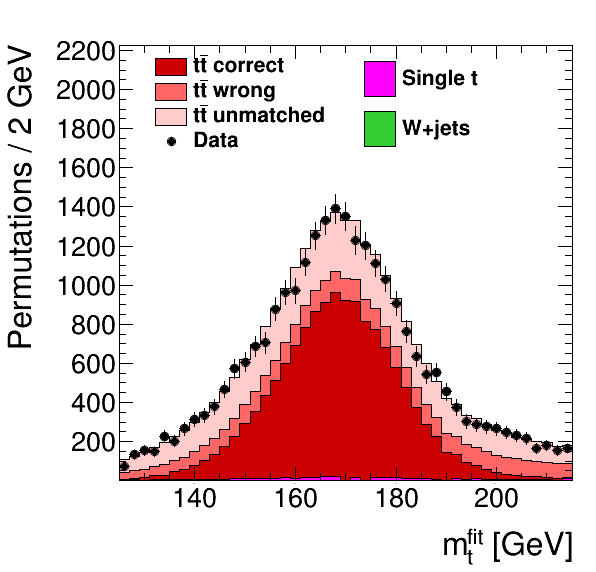 Permutations / 2 GeV
2200
2000
1800
1600
1400
1200
1000
800
600
400
200
tt̄ correct
tt̄ wrong
tt̄ unmatched
Data
Single t
W+jets
140 160 180 200
m_t^fit [GeV]